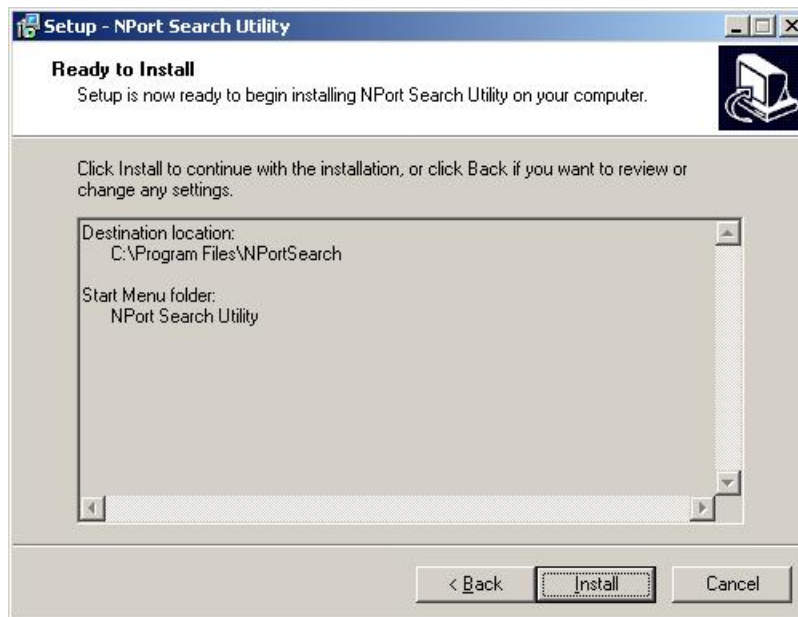 Setup - NPort Search Utility
Ready to Install
Setup is now ready to begin installing NPort Search Utility on your computer.
Click Install to continue with the installation, or click Back if you want to review or
change any settings.
Destination location:
C:\Program Files\NPortSearch
Start Menu folder:
NPort Search Utility
< Back
Install
Cancel